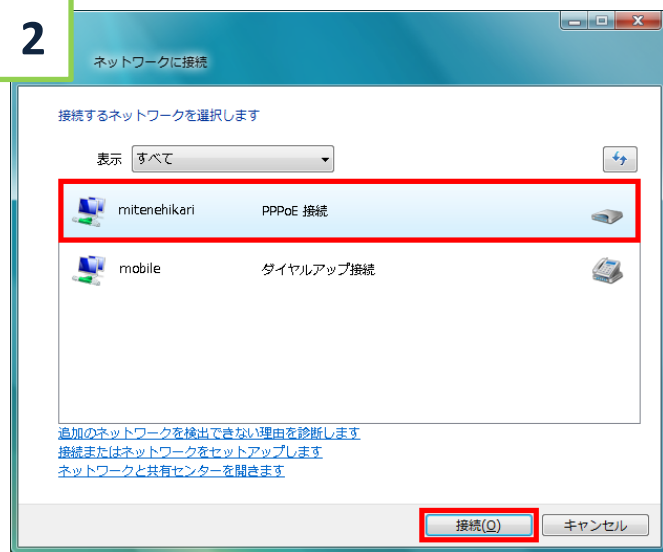 2
ネットワークに接続
接続するネットワークを選択します
表示 すべて
mitenehikari PPPoE 接続
mobile ダイヤルアップ接続
追加のネットワークを検出できない理由を診断します
接続またはネットワークをセットアップします
ネットワークと共有センターを開きます
接続(O) キャンセル